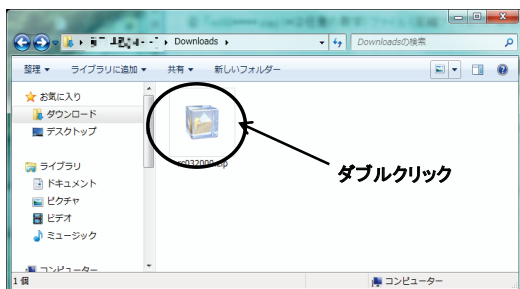 Downloads
Downloadsの検索
整理 ライブラリに追加 共有 新しいフォルダー
お気に入り
ダウンロード
デスクトップ
ライブラリ
ドキュメント
ピクチャ
ビデオ
ミュージック
コンピューター
ダブルクリック
1 個
コンピューター